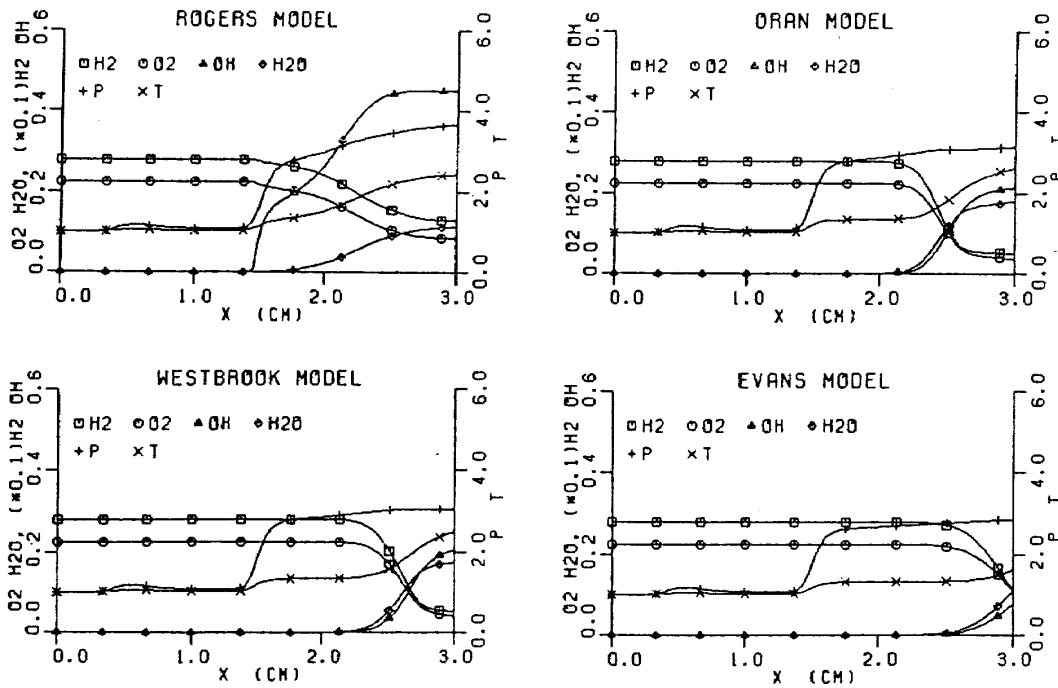 ROGERS MODEL
O2 H2O, (*0.1)H2 OH
0.0 0.2 0.4 0.6
H2 O2 OH H2O
P T
P T
0.0 2.0 4.0 6.0
0.0 1.0 2.0 3.0
X (CM)
ORAN MODEL
O2 H2O, (*0.1)H2 OH
0.0 0.2 0.4 0.6
H2 O2 OH H2O
P T
P T
0.0 2.0 4.0 6.0
0.0 1.0 2.0 3.0
X (CM)
WESTBROOK MODEL
O2 H2O, (*0.1)H2 OH
0.0 0.2 0.4 0.6
H2 O2 OH H2O
P T
P T
0.0 2.0 4.0 6.0
0.0 1.0 2.0 3.0
X (CM)
EVANS MODEL
O2 H2O, (*0.1)H2 OH
0.0 0.2 0.4 0.6
H2 O2 OH H2O
P T
P T
0.0 2.0 4.0 6.0
0.0 1.0 2.0 3.0
X (CM)